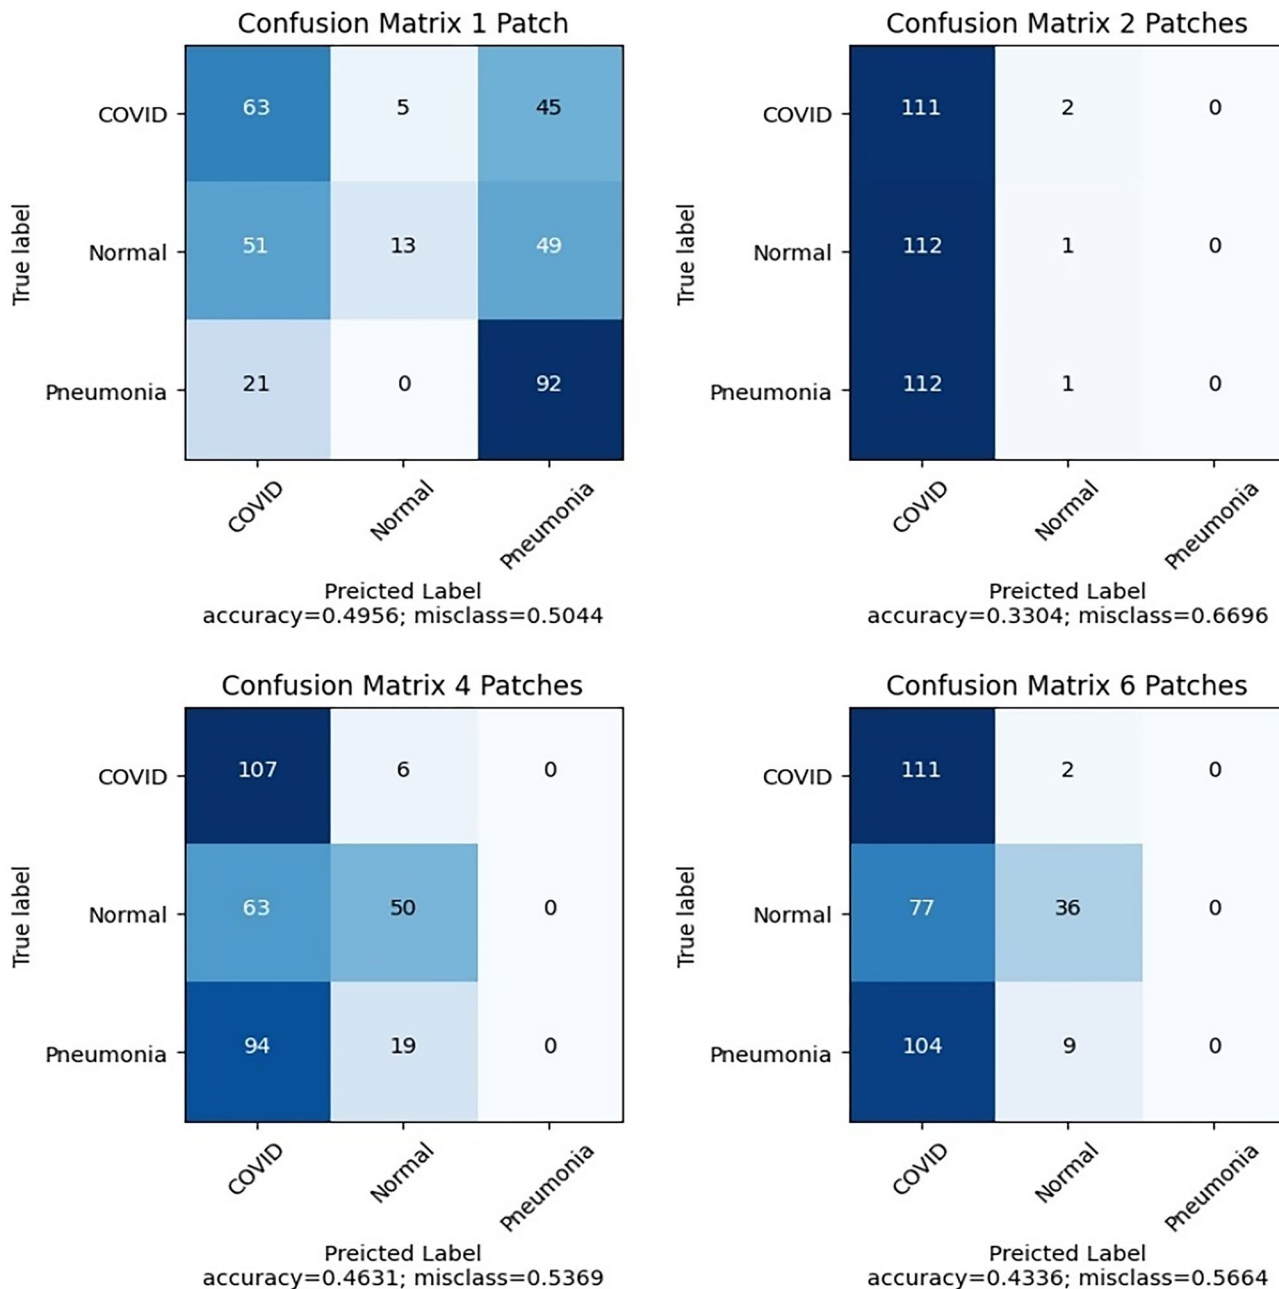 Confusion Matrix 1 Patch
True label
COVID 63 5 45
Normal 51 13 49
Pneumonia 21 0 92
COVID Normal Pneumonia
Preicted Label
accuracy=0.4956; misclass=0.5044
Confusion Matrix 2 Patches
True label
COVID 111 2 0
Normal 112 1 0
Pneumonia 112 1 0
COVID Normal Pneumonia
Preicted Label
accuracy=0.3304; misclass=0.6696
Confusion Matrix 4 Patches
True label
COVID 107 6 0
Normal 63 50 0
Pneumonia 94 19 0
COVID Normal Pneumonia
Preicted Label
accuracy=0.4631; misclass=0.5369
Confusion Matrix 6 Patches
True label
COVID 111 2 0
Normal 77 36 0
Pneumonia 104 9 0
COVID Normal Pneumonia
Preicted Label
accuracy=0.4336; misclass=0.5664